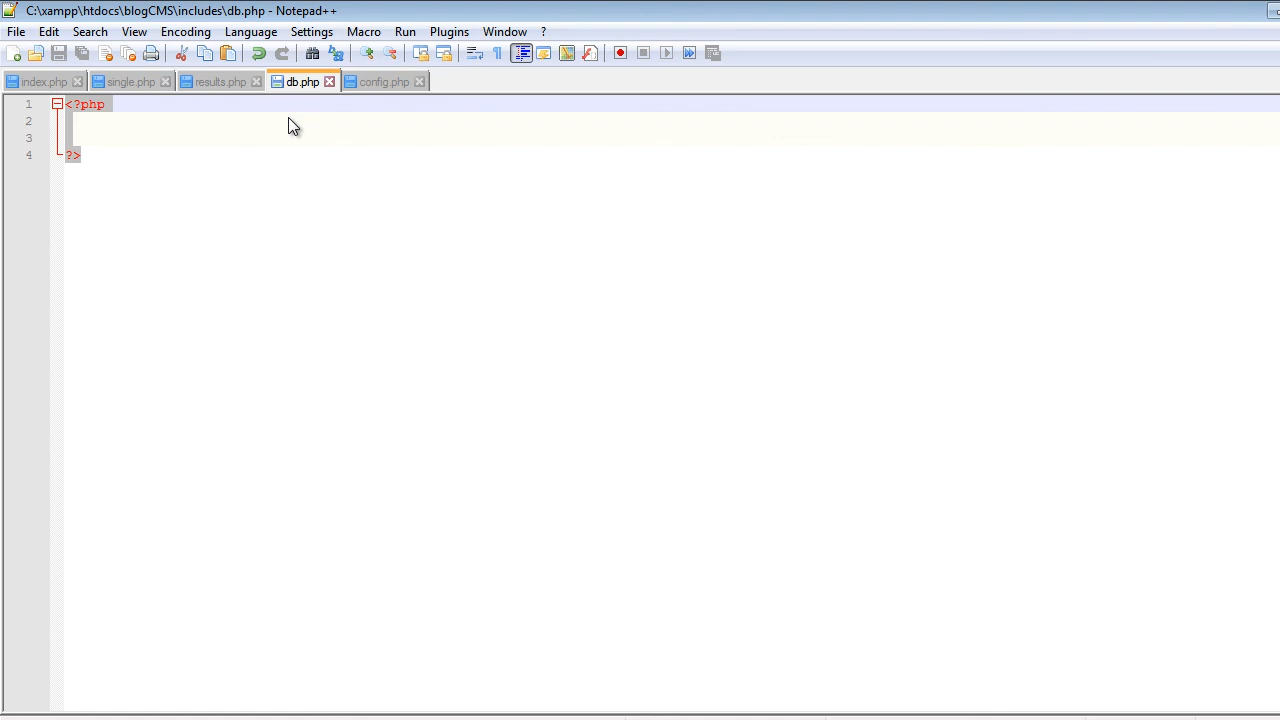 C:\xampp\htdocs\blogCMS\includes\db.php - Notepad++
File Edit Search View Encoding Language Settings Macro Run Plugins Window ?
index.php single.php results.php db.php config.php
1 <?php
2
3
4 ?>